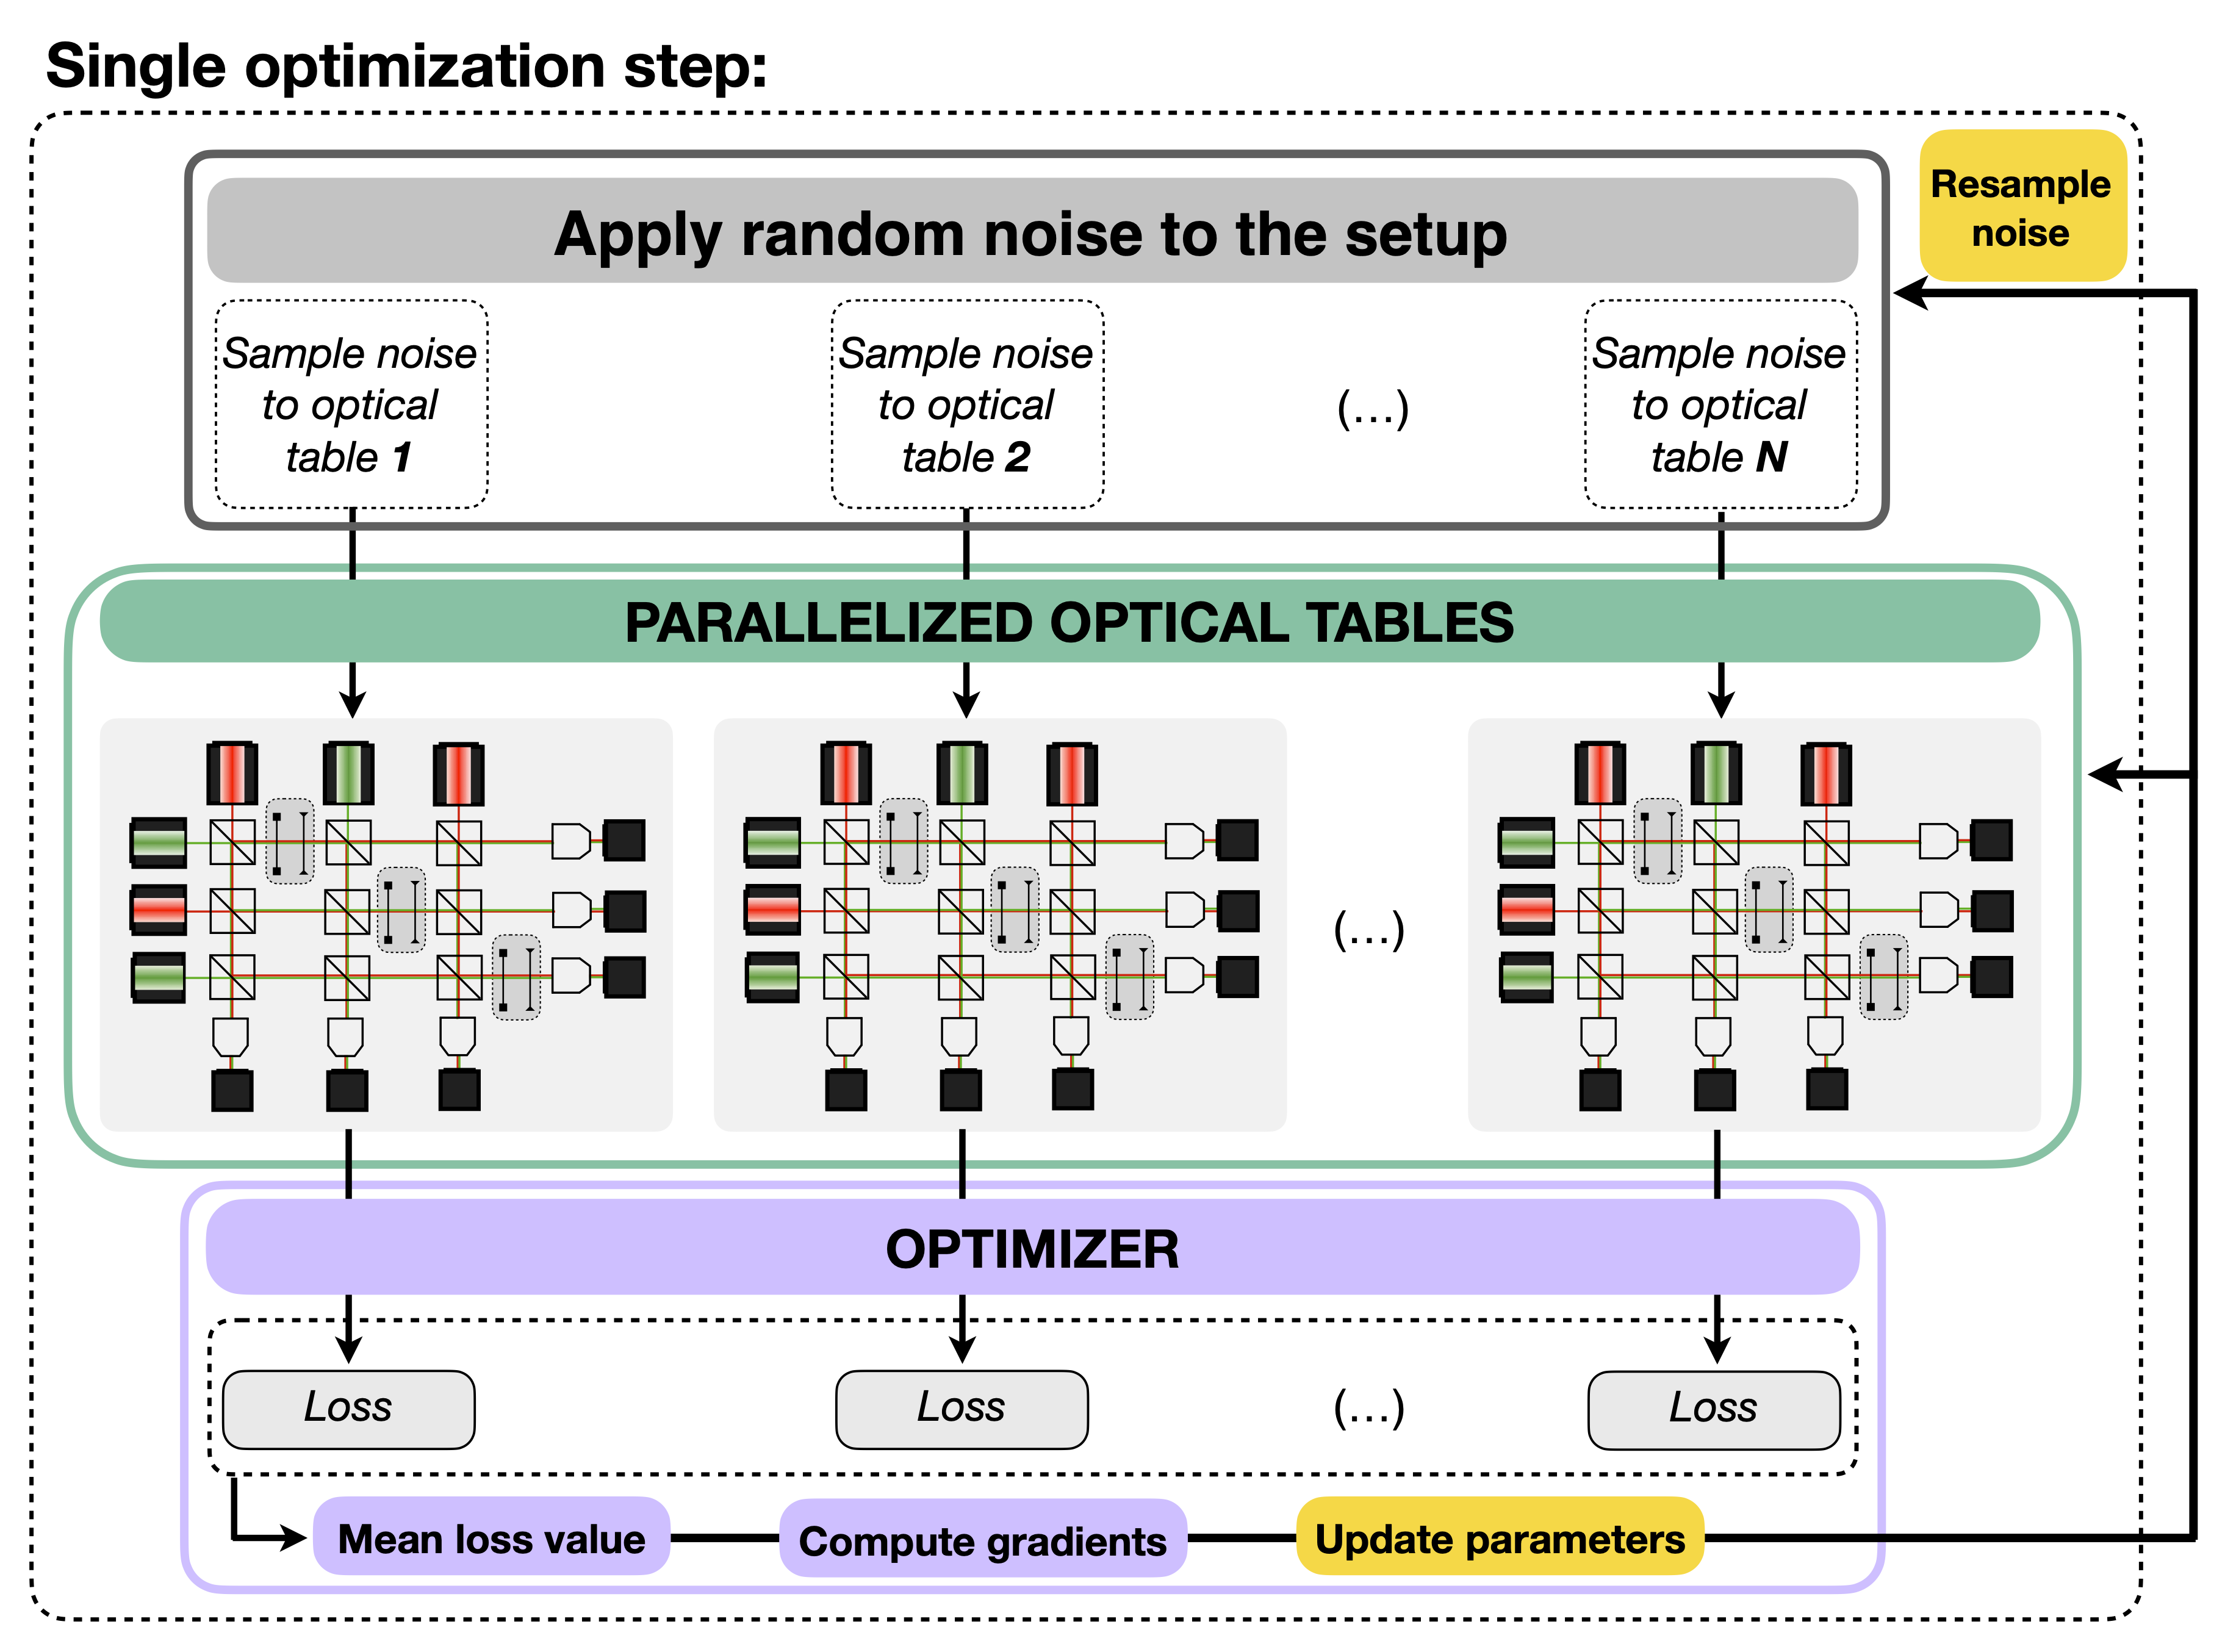 Single optimization step:
Resample
noise
Apply random noise to the setup
Sample noise
to optical
table 1
Sample noise
to optical
table 2
(...)
Sample noise
to optical
table N
PARALLELIZED OPTICAL TABLES
(...)
OPTIMIZER
Loss
Loss
(...)
Loss
Mean loss value
Compute gradients
Update parameters